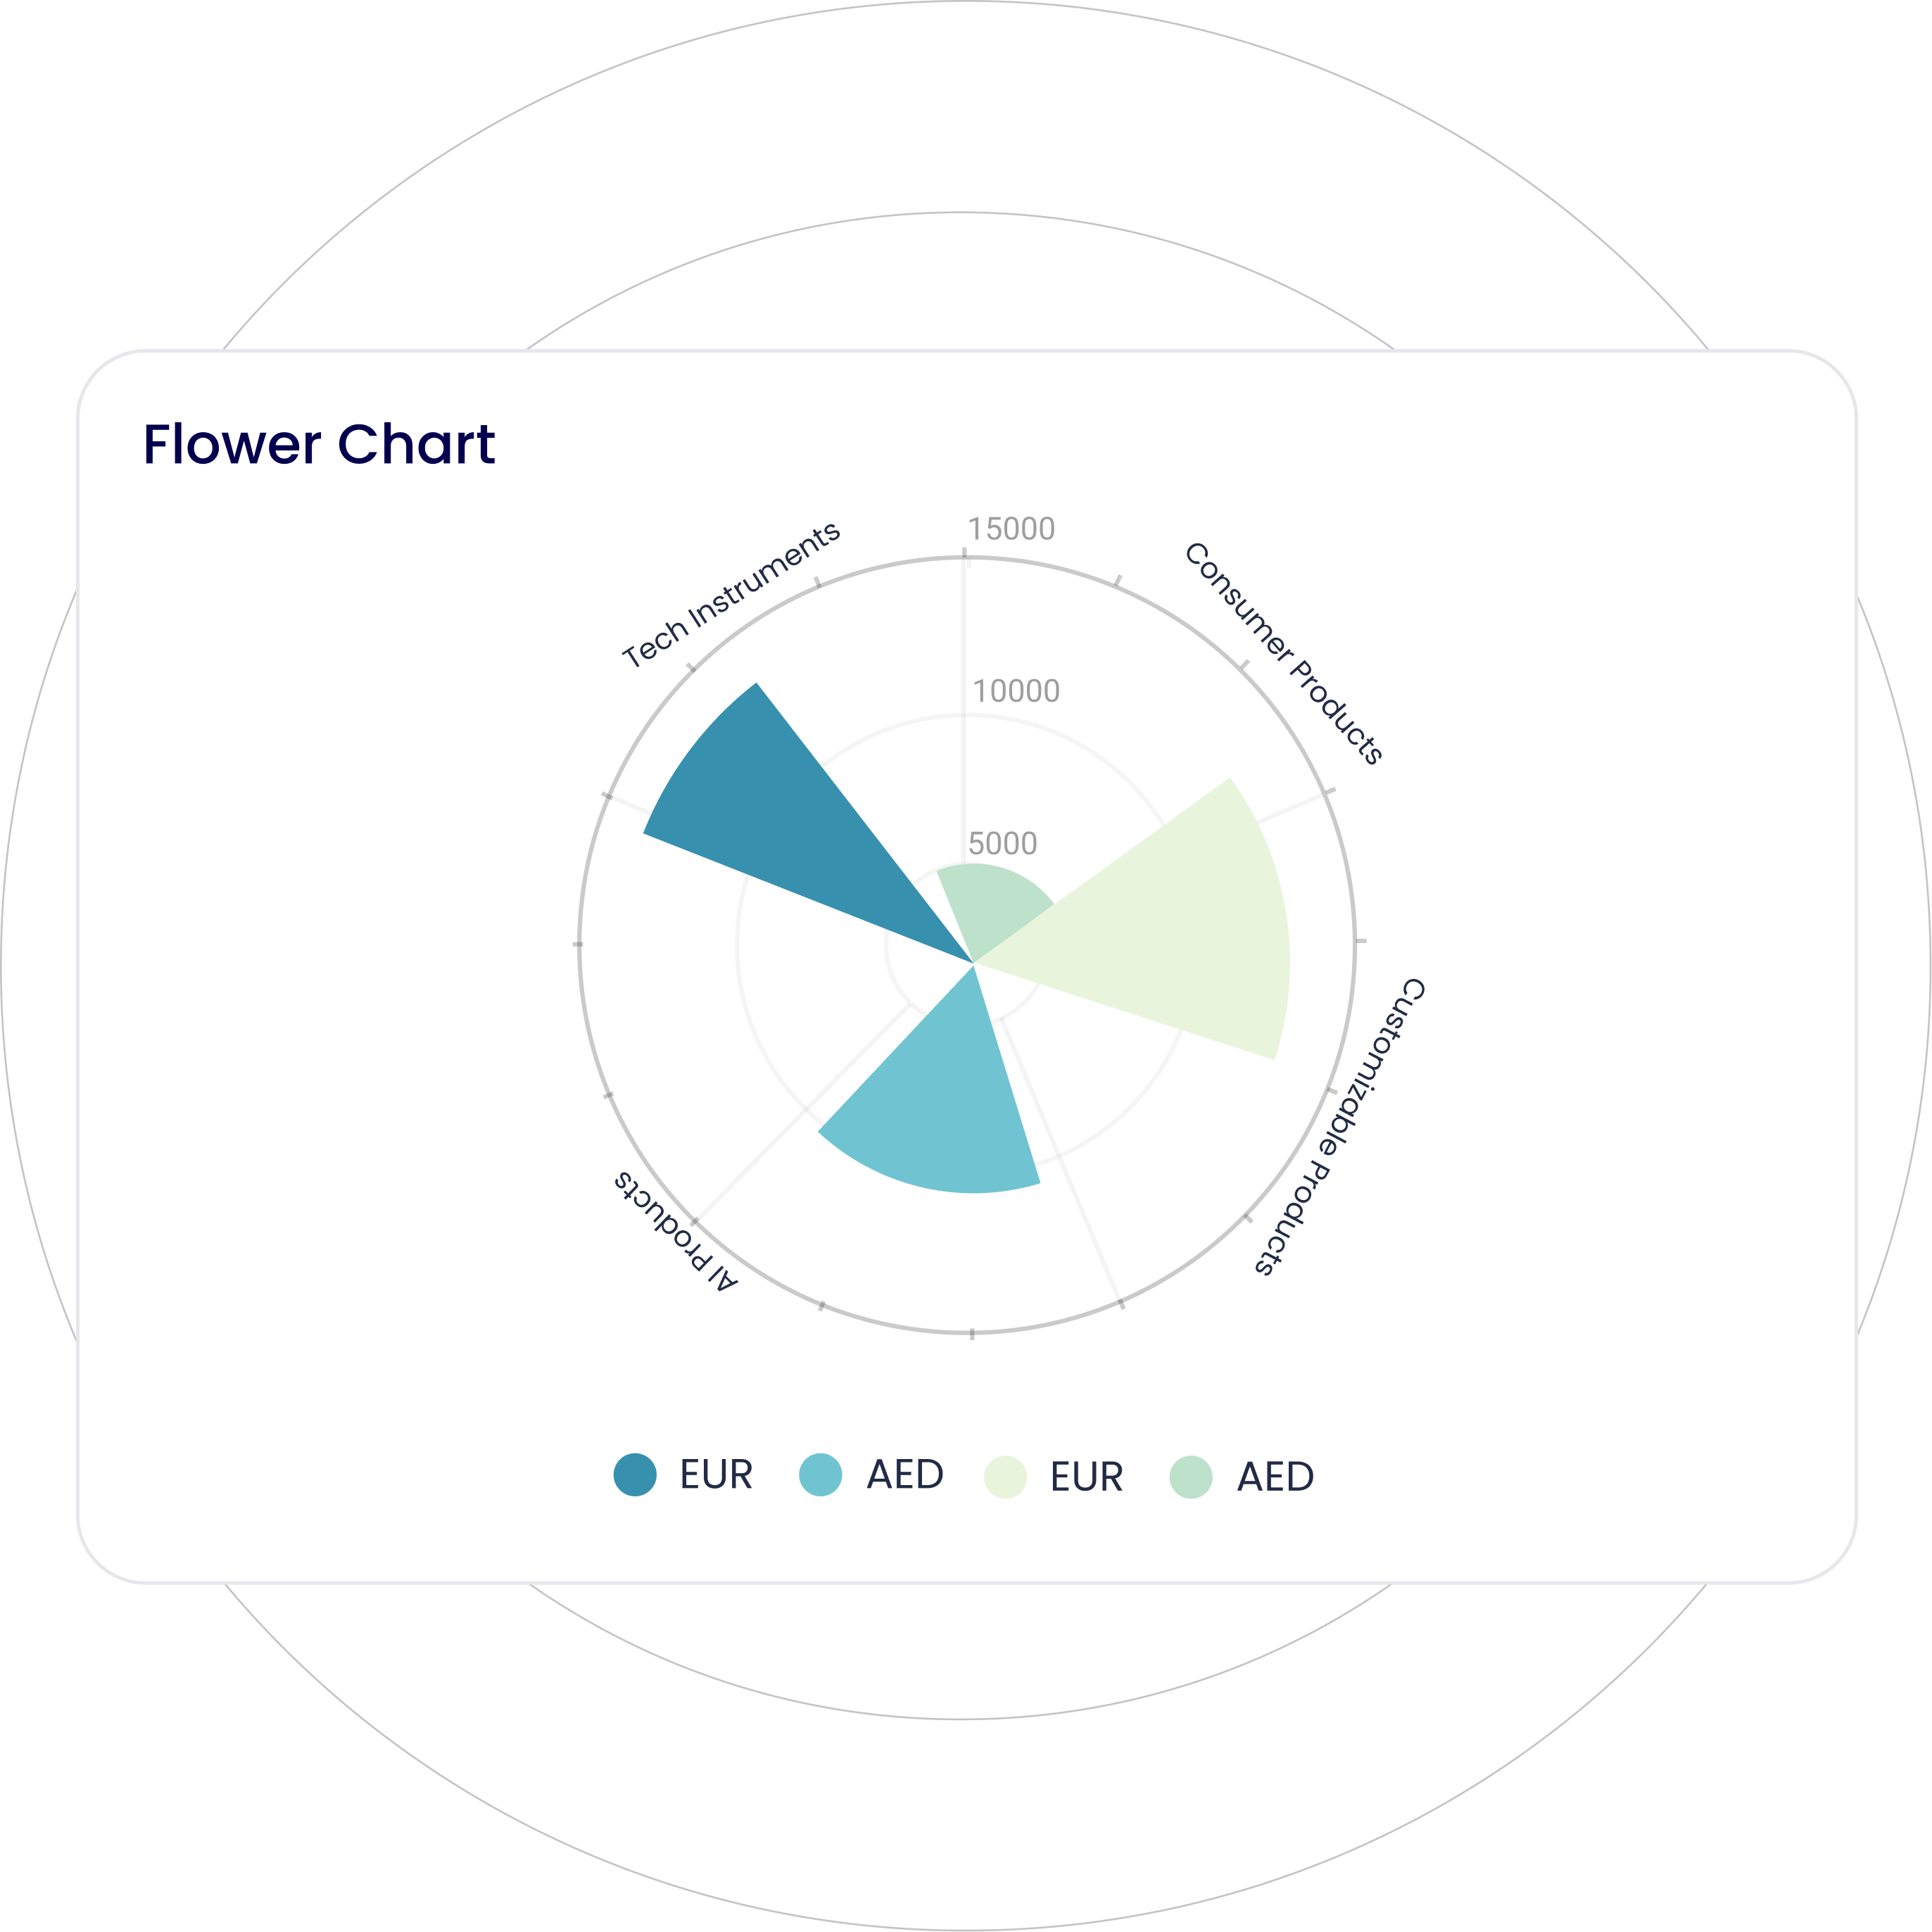 Flower Chart
15000
10000
5000
Tech Instruments
Consumer Products
Customizable Products
AI Products
EUR
AED
EUR
AED